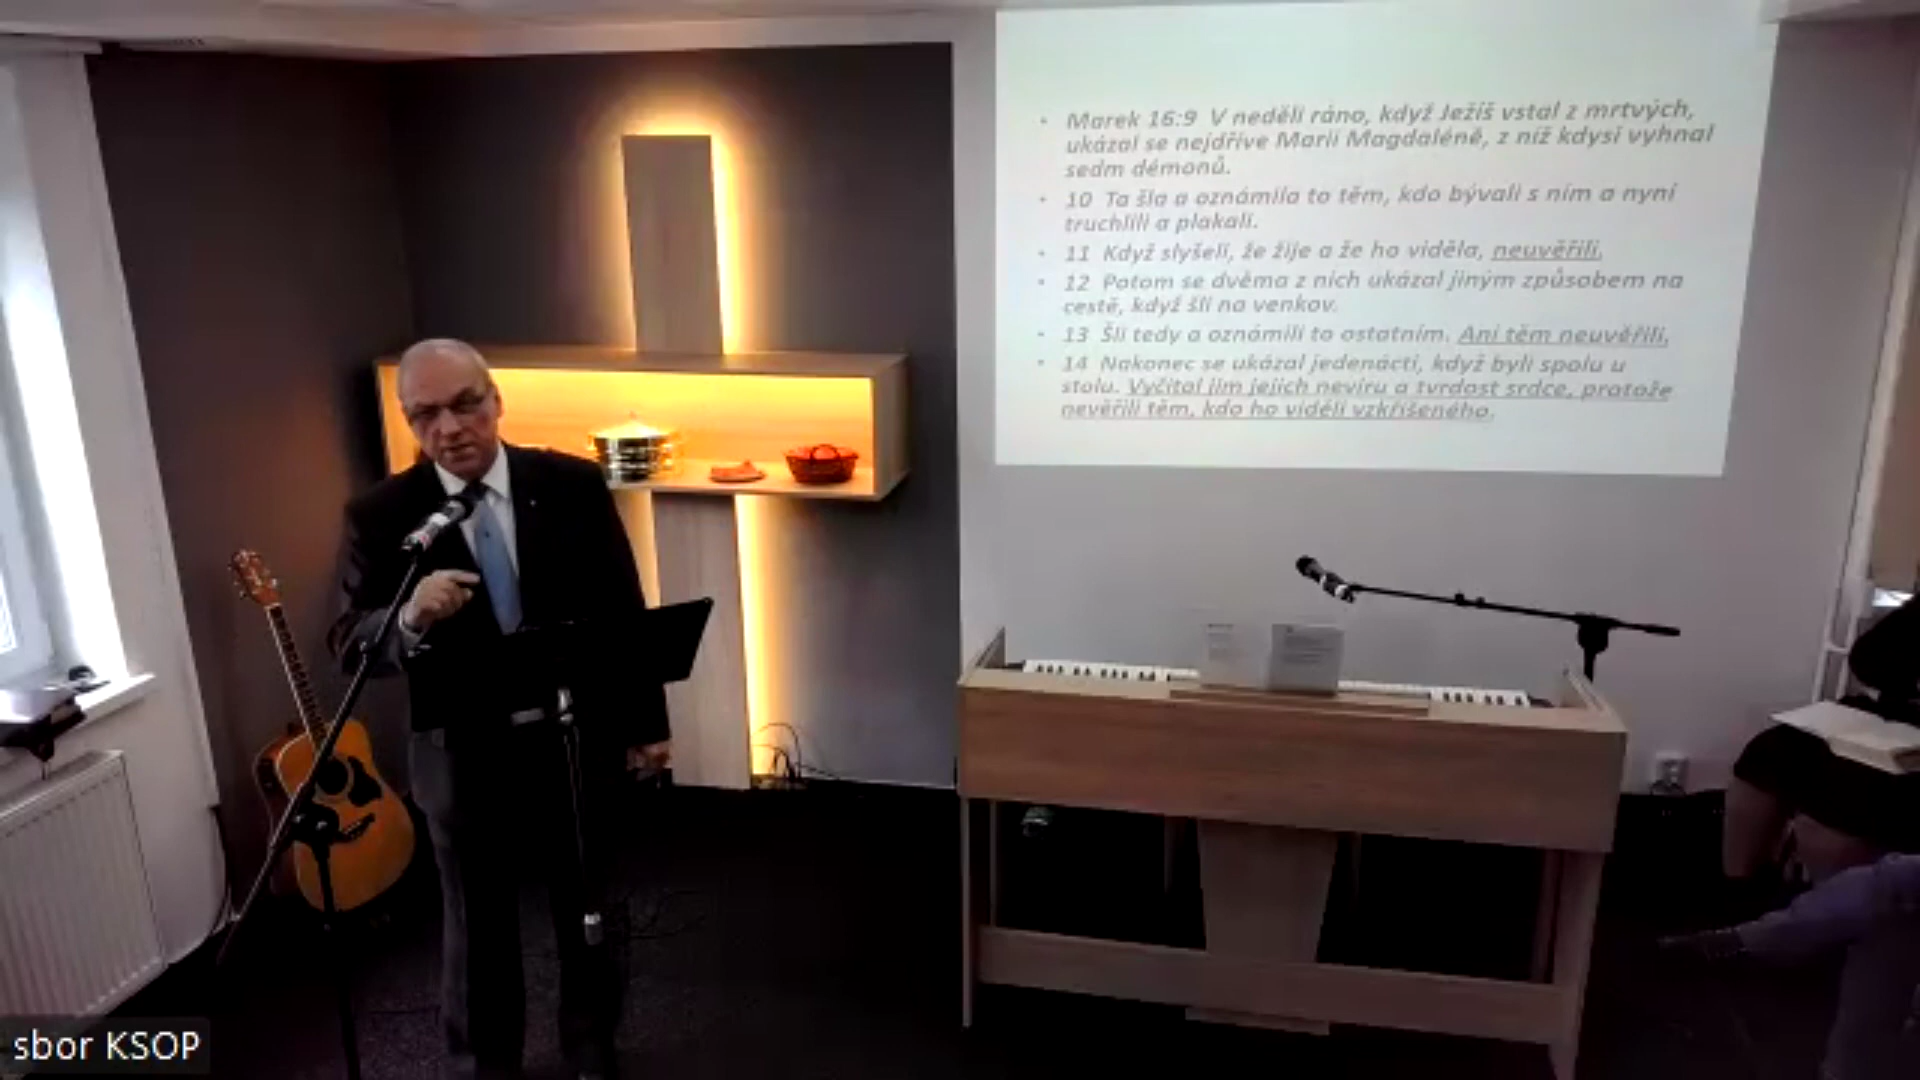 • Marek 16:9 V neděli ráno, když Ježíš vstal z mrtvých,
ukázal se nejdříve Marii Magdaléně, z níž kdysi vyhnal
sedm démonů.
• 10 Ta šla a oznámila to těm, kdo bývali s ním a nyní
truchlili a plakali.
• 11 Když slyšeli, že žije a že ho viděla, neuvěřili.
• 12 Potom se dvěma z nich ukázal jiným způsobem na
cestě, když šli na venkov.
• 13 Šli tedy a oznámili to ostatním. Ani těm neuvěřili.
• 14 Nakonec se ukázal jedenácti, když byli spolu u
stolu. Vyčítal jim jejich nevíru a tvrdost srdce, protože
nevěřili těm, kdo ho viděli vzkříšeného.
sbor KSOP